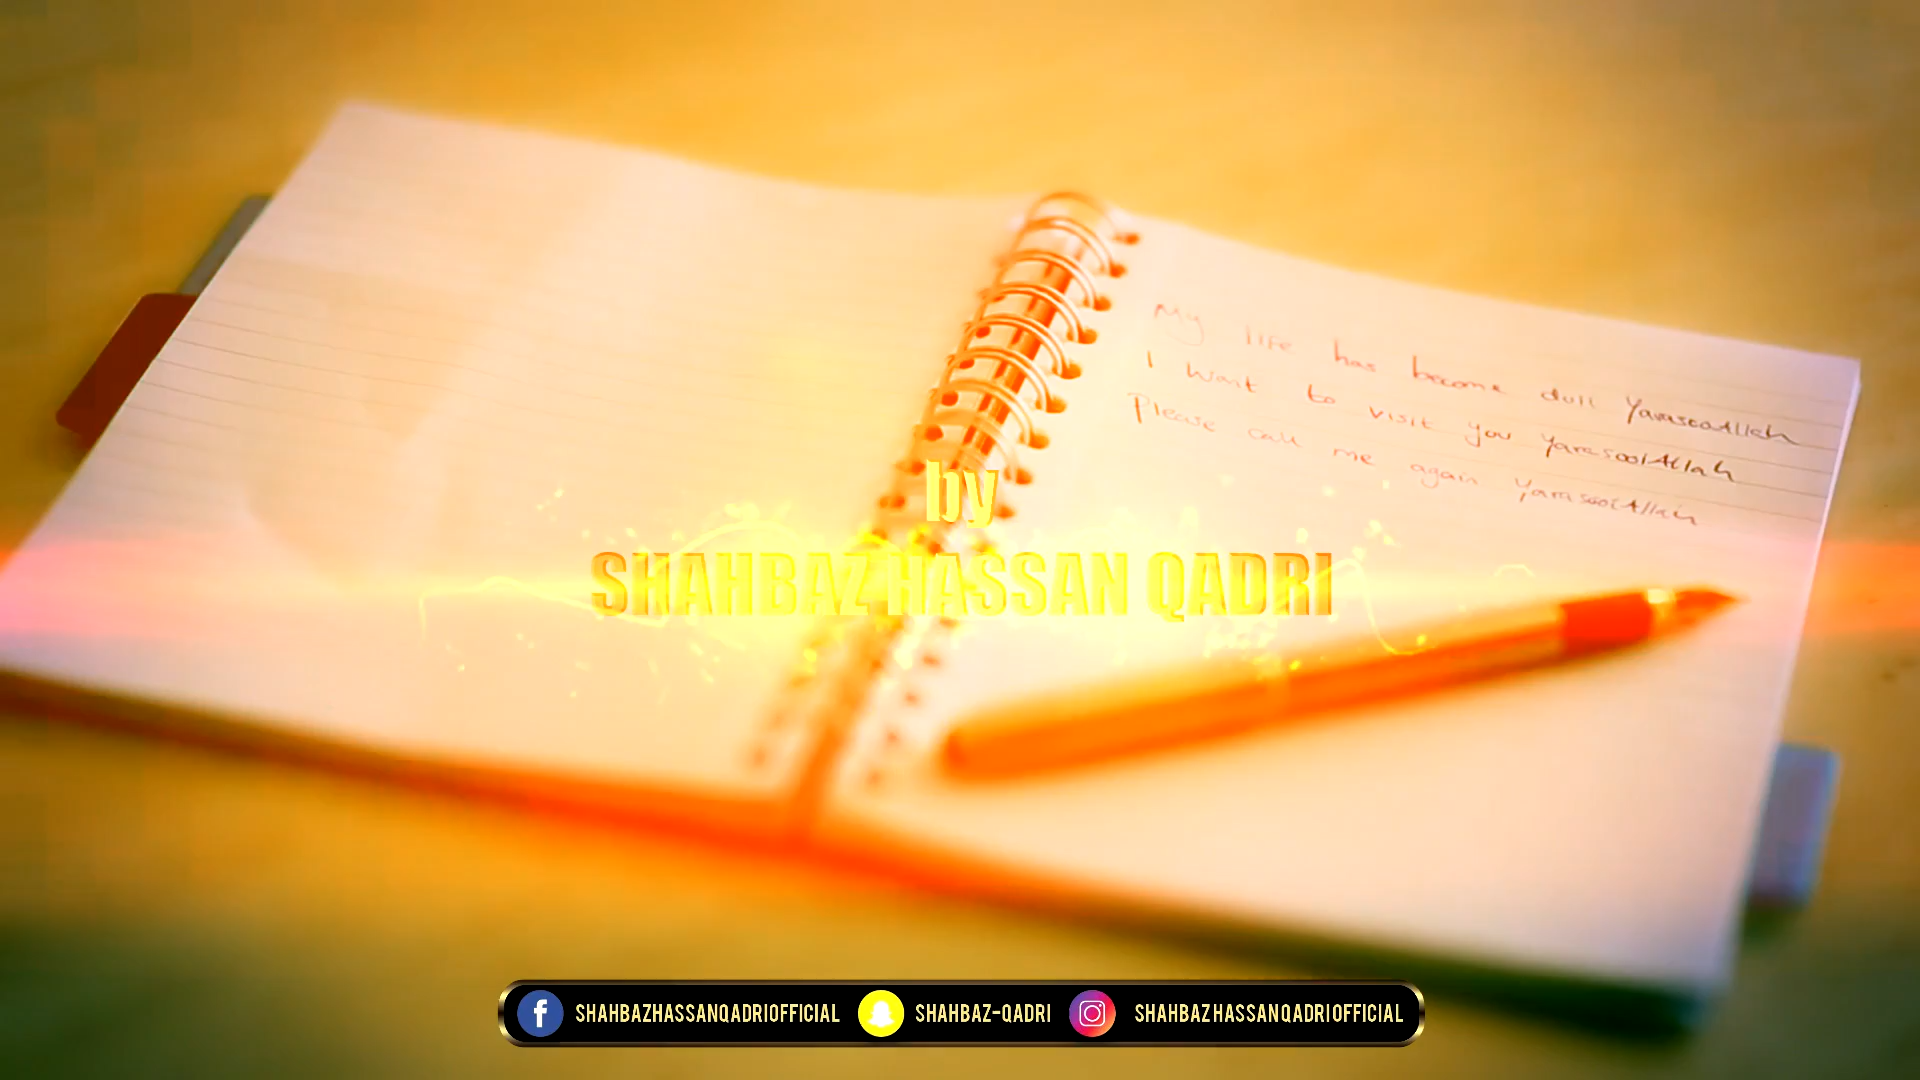 My life has become dull YarasoolAllah
I want to visit you YarasoolAllah
Please call me again YarasoolAllah
by
SHAHBAZ HASSAN QADRI
SHAHBAZHASSANQADRIOFFICIAL SHAHBAZ-QADRI SHAHBAZHASSANQADRIOFFICIAL